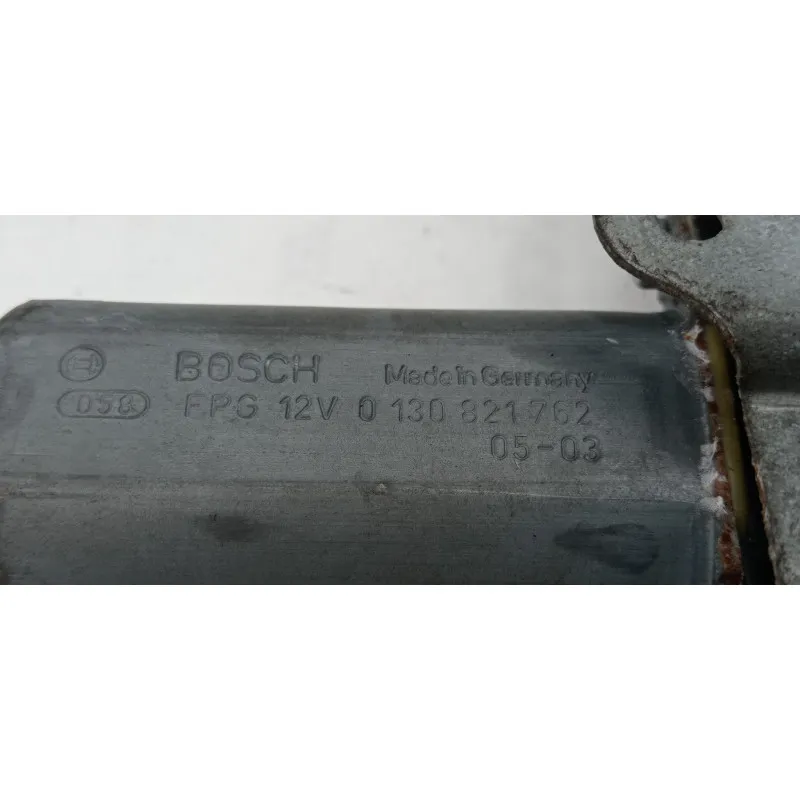 BOSCH Made in Germany
FPG 12V 0 130 821 762
05-03